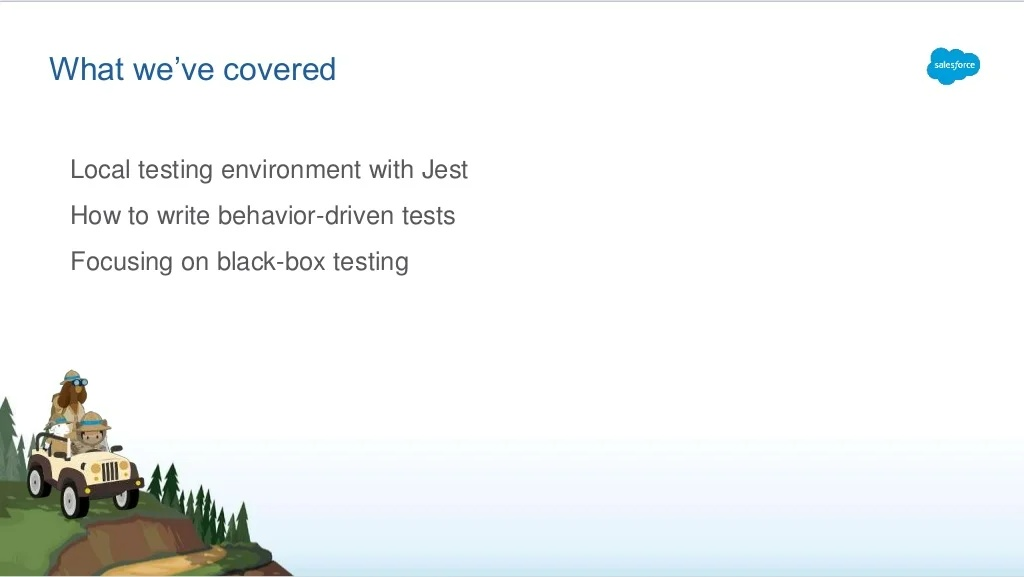 What we’ve covered
salesforce
Local testing environment with Jest
How to write behavior-driven tests
Focusing on black-box testing